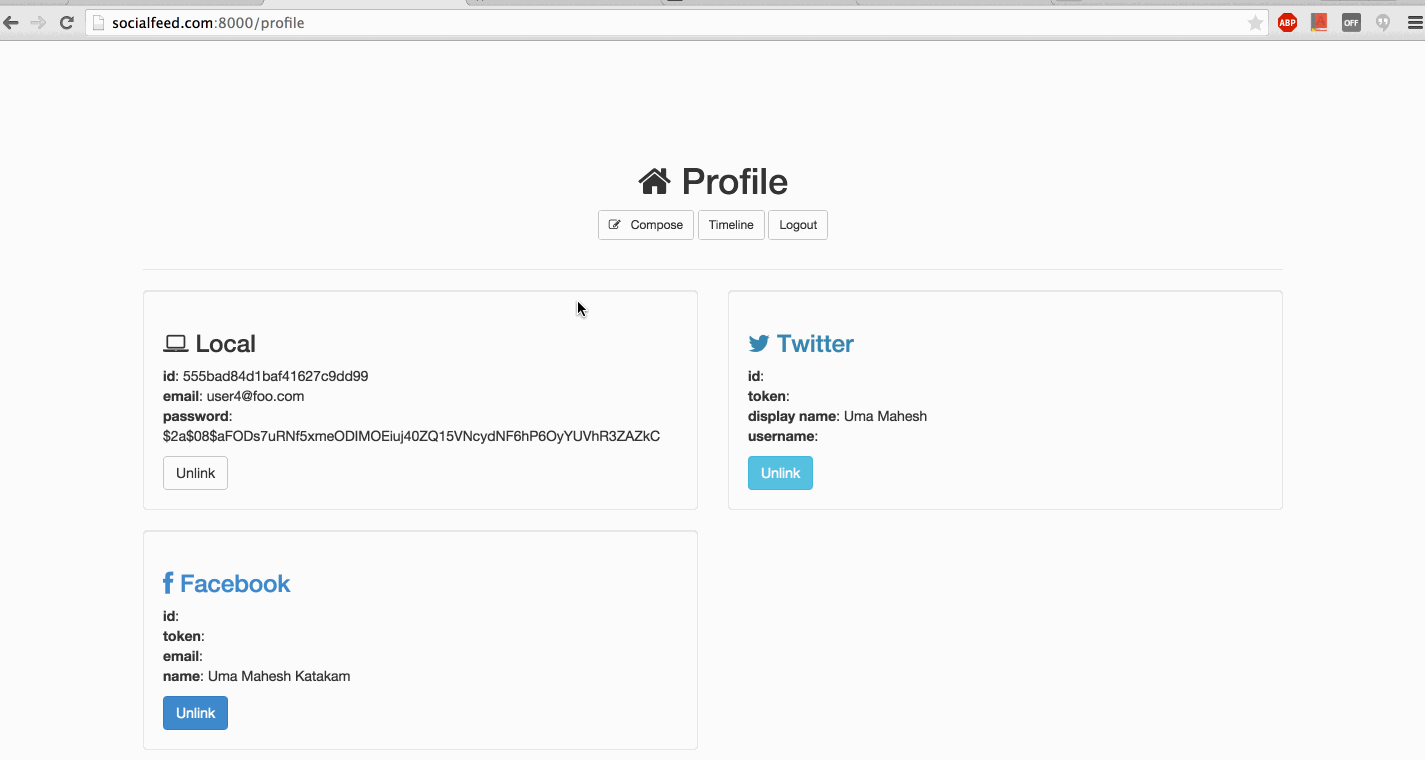 socialfeed.com:8000/profile
ABP
A
OFF
Profile
Compose Timeline Logout
Local
id: 555bad84d1baf41627c9dd99
email: user4@foo.com
password:
$2a$08$aFODs7uRNf5xmeODIMOEiuj40ZQ15VNcydNF6hP6OyYUVhR3ZAZkC
Unlink
Twitter
id:
token:
display name: Uma Mahesh
username:
Unlink
Facebook
id:
token:
email:
name: Uma Mahesh Katakam
Unlink